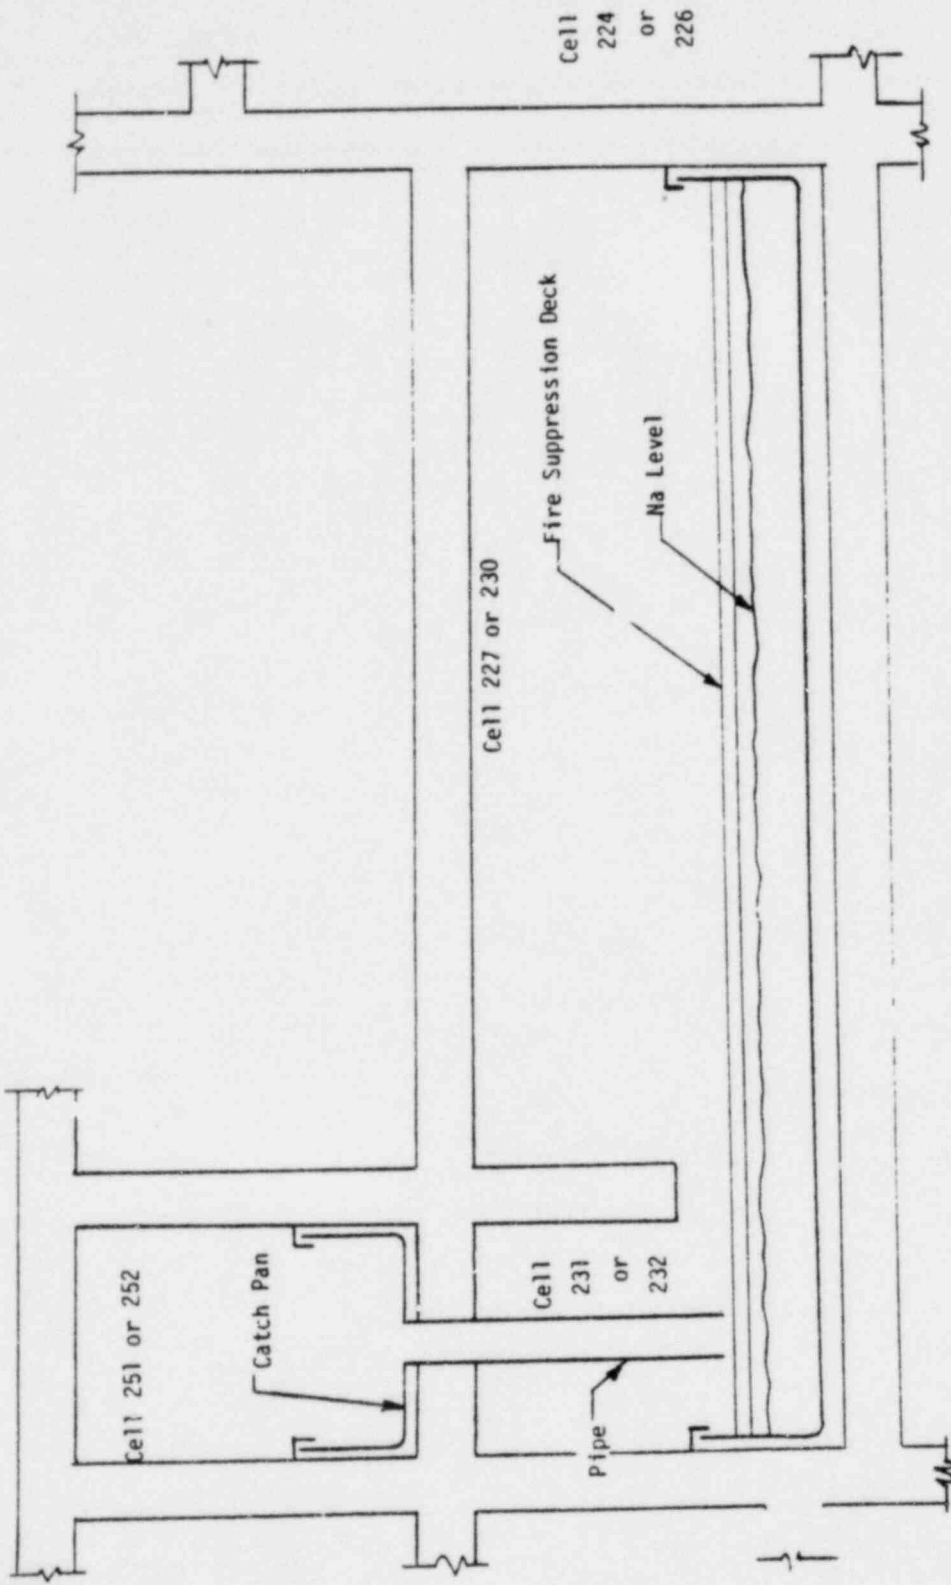 Cell
224
or
226
Fire Suppression Deck
Na Level
Cell 227 or 230
Cell 251 or 252
Catch Pan
Cell
231
or
232
Pipe